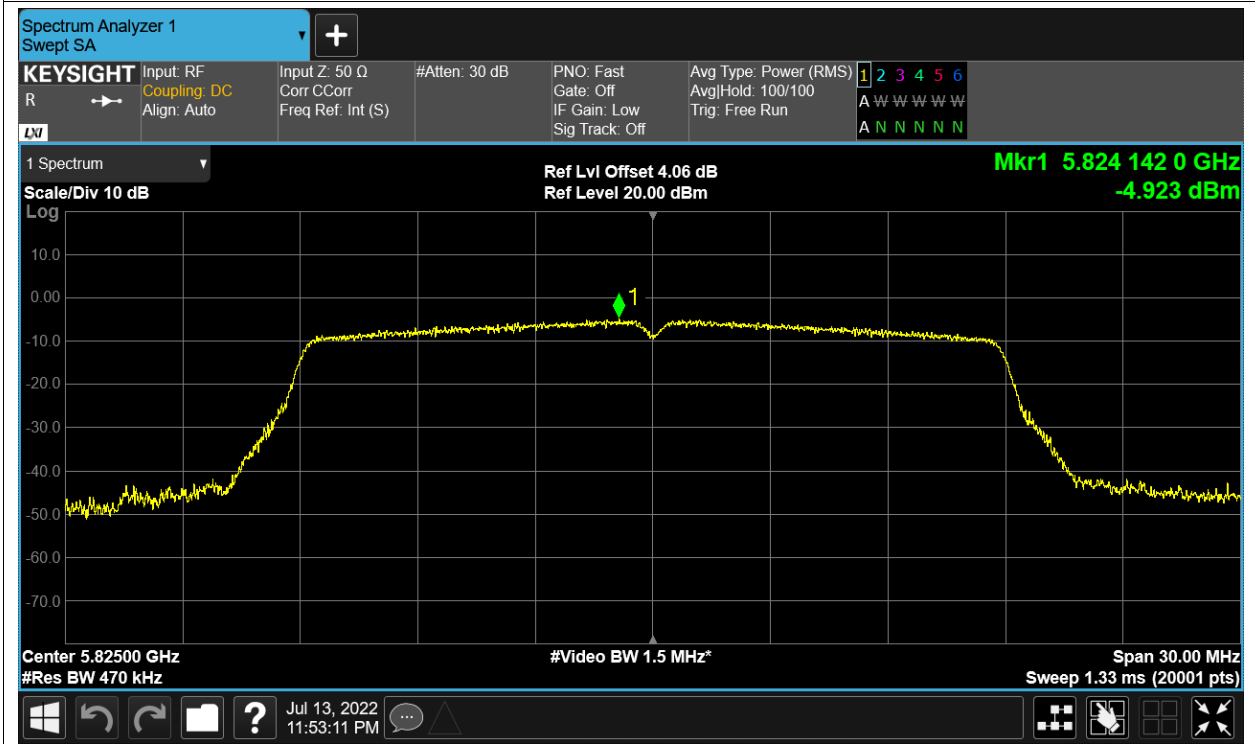 Spectrum Analyzer 1
Swept SA
+
KEYSIGHT
R
LXI
Input: RF
Coupling: DC
Align: Auto
Input Z: 50 Ω
Corr CCorr
Freq Ref: Int (S)
#Atten: 30 dB
PNO: Fast
Gate: Off
IF Gain: Low
Sig Track: Off
Avg Type: Power (RMS)
Avg|Hold: 100/100
Trig: Free Run
1 2 3 4 5 6
A W W W W W
A N N N N N
1 Spectrum
Scale/Div 10 dB
Log
Ref Lvl Offset 4.06 dB
Ref Level 20.00 dBm
Mkr1 5.824 142 0 GHz
-4.923 dBm
10.0
0.00
-10.0
-20.0
-30.0
-40.0
-50.0
-60.0
-70.0
1
Center 5.82500 GHz
#Res BW 470 kHz
#Video BW 1.5 MHz*
Span 30.00 MHz
Sweep 1.33 ms (20001 pts)
?
Jul 13, 2022
11:53:11 PM